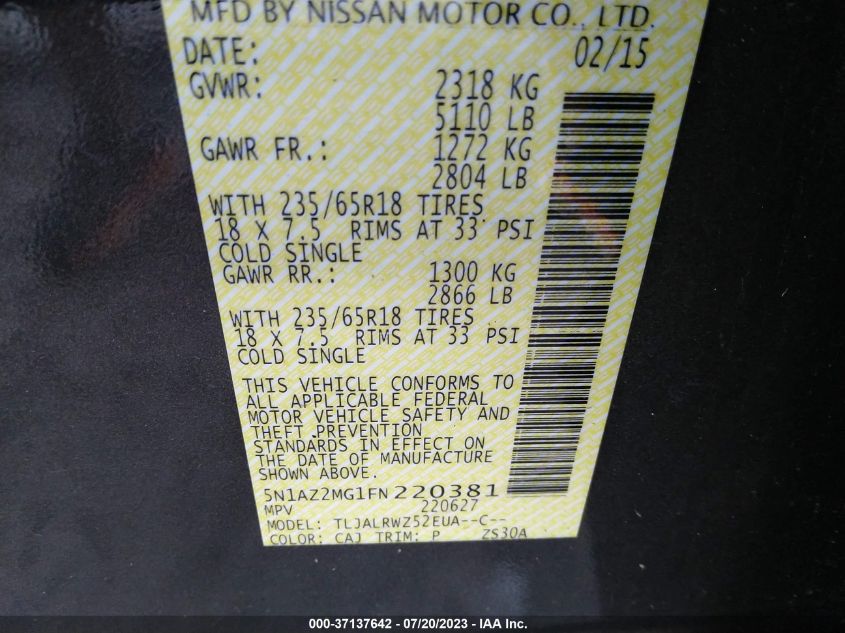 MFD BY NISSAN MOTOR CO., LTD.
DATE: 02/15
GVWR: 2318 KG
5110 LB
GAWR FR.: 1272 KG
2804 LB
WITH 235/65R18 TIRES
18 X 7.5 RIMS AT 33 PSI
COLD SINGLE
GAWR RR.: 1300 KG
2866 LB
WITH 235/65R18 TIRES
18 X 7.5 RIMS AT 33 PSI
COLD SINGLE
THIS VEHICLE CONFORMS TO
ALL APPLICABLE FEDERAL
MOTOR VEHICLE SAFETY AND
THEFT PREVENTION
STANDARDS IN EFFECT ON
THE DATE OF MANUFACTURE
SHOWN ABOVE.
5N1AZ2MG1FN220381
MPV 220627
MODEL: TLJALRWZ52EUA--C--
COLOR: CAJ TRIM: P ZS30A
000-37137642 / 07/20/2023 / IAA Inc.